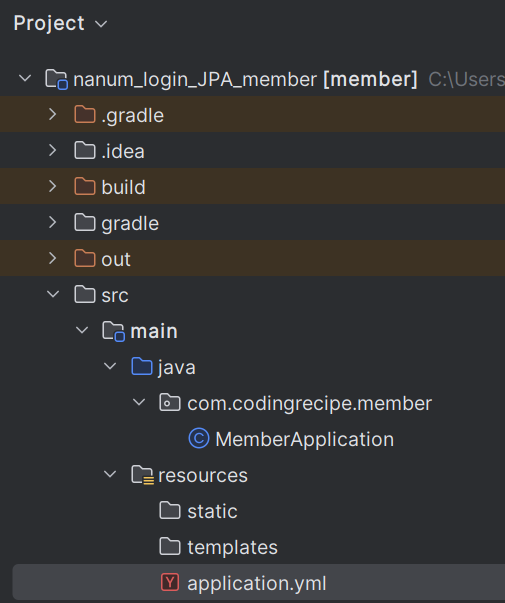 Project
nanum_login_JPA_member [member] C:\Users
.gradle
.idea
build
gradle
out
src
main
java
com.codingrecipe.member
MemberApplication
resources
static
templates
application.yml